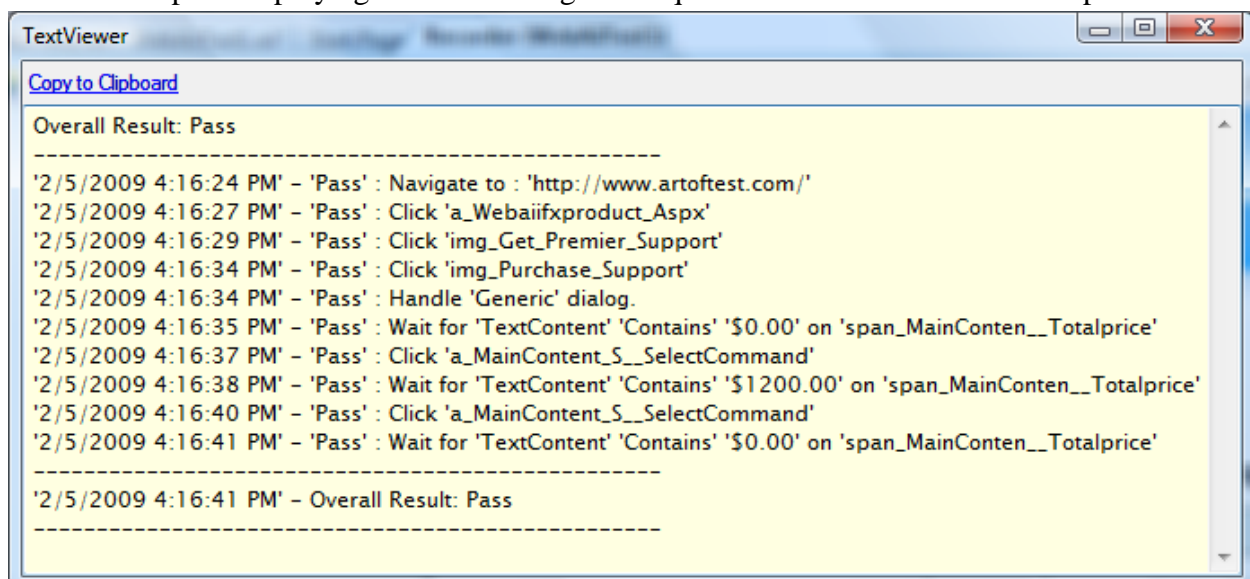 TextViewer
Copy to Clipboard
Overall Result: Pass
--------------------------------------------------
'2/5/2009 4:16:24 PM' - 'Pass' : Navigate to : 'http://www.artoftest.com/'
'2/5/2009 4:16:27 PM' - 'Pass' : Click 'a_Webaiifxproduct_Aspx'
'2/5/2009 4:16:29 PM' - 'Pass' : Click 'img_Get_Premier_Support'
'2/5/2009 4:16:34 PM' - 'Pass' : Click 'img_Purchase_Support'
'2/5/2009 4:16:34 PM' - 'Pass' : Handle 'Generic' dialog.
'2/5/2009 4:16:35 PM' - 'Pass' : Wait for 'TextContent' 'Contains' '$0.00' on 'span_MainConten__Totalprice'
'2/5/2009 4:16:37 PM' - 'Pass' : Click 'a_MainContent_S__SelectCommand'
'2/5/2009 4:16:38 PM' - 'Pass' : Wait for 'TextContent' 'Contains' '$1200.00' on 'span_MainConten__Totalprice'
'2/5/2009 4:16:40 PM' - 'Pass' : Click 'a_MainContent_S__SelectCommand'
'2/5/2009 4:16:41 PM' - 'Pass' : Wait for 'TextContent' 'Contains' '$0.00' on 'span_MainConten__Totalprice'
--------------------------------------------------
'2/5/2009 4:16:41 PM' - Overall Result: Pass
--------------------------------------------------